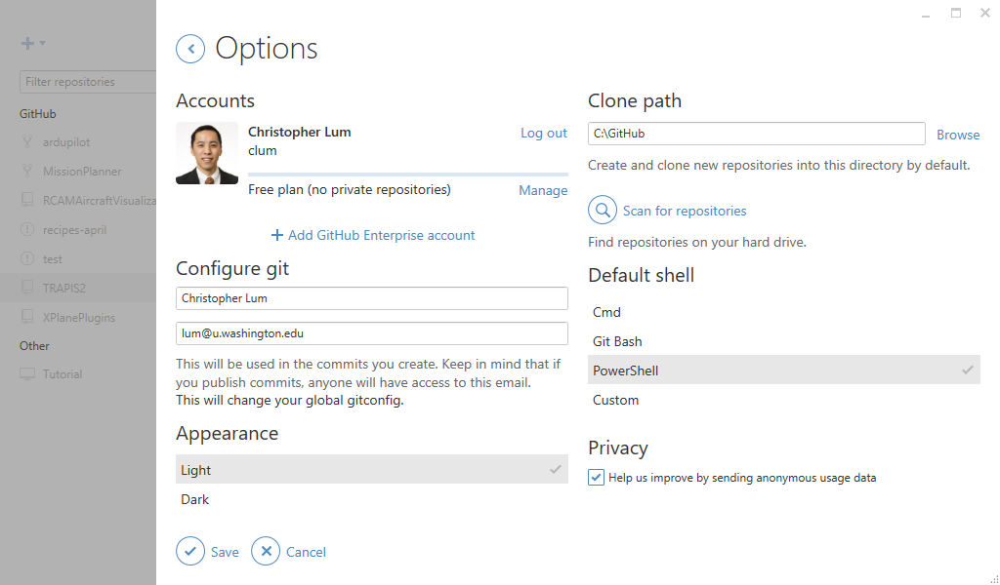 Filter repositories
GitHub
ardupilot
MissionPlanner
RCAMAircraftVisualiza
recipes-april
test
TRAPIS2
XPlanePlugins
Other
Tutorial
Options
Accounts
Christopher Lum
Log out
clum
Free plan (no private repositories)
Manage
Add GitHub Enterprise account
Configure git
Christopher Lum
lum@u.washington.edu
This will be used in the commits you create. Keep in mind that if
you publish commits, anyone will have access to this email.
This will change your global gitconfig.
Appearance
Light
Dark
Save
Cancel
Clone path
C:\GitHub
Browse
Create and clone new repositories into this directory by default.
Scan for repositories
Find repositories on your hard drive.
Default shell
Cmd
Git Bash
PowerShell
Custom
Privacy
Help us improve by sending anonymous usage data